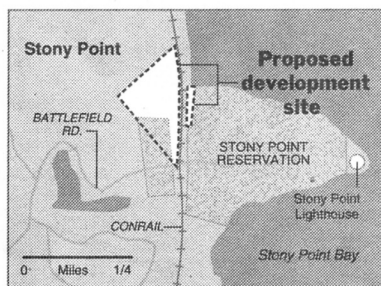 Stony Point
Proposed
development
site
BATTLEFIELD
RD.
STONY POINT
RESERVATION
Stony Point
Lighthouse
CONRAIL
Stony Point Bay
0 Miles 1/4